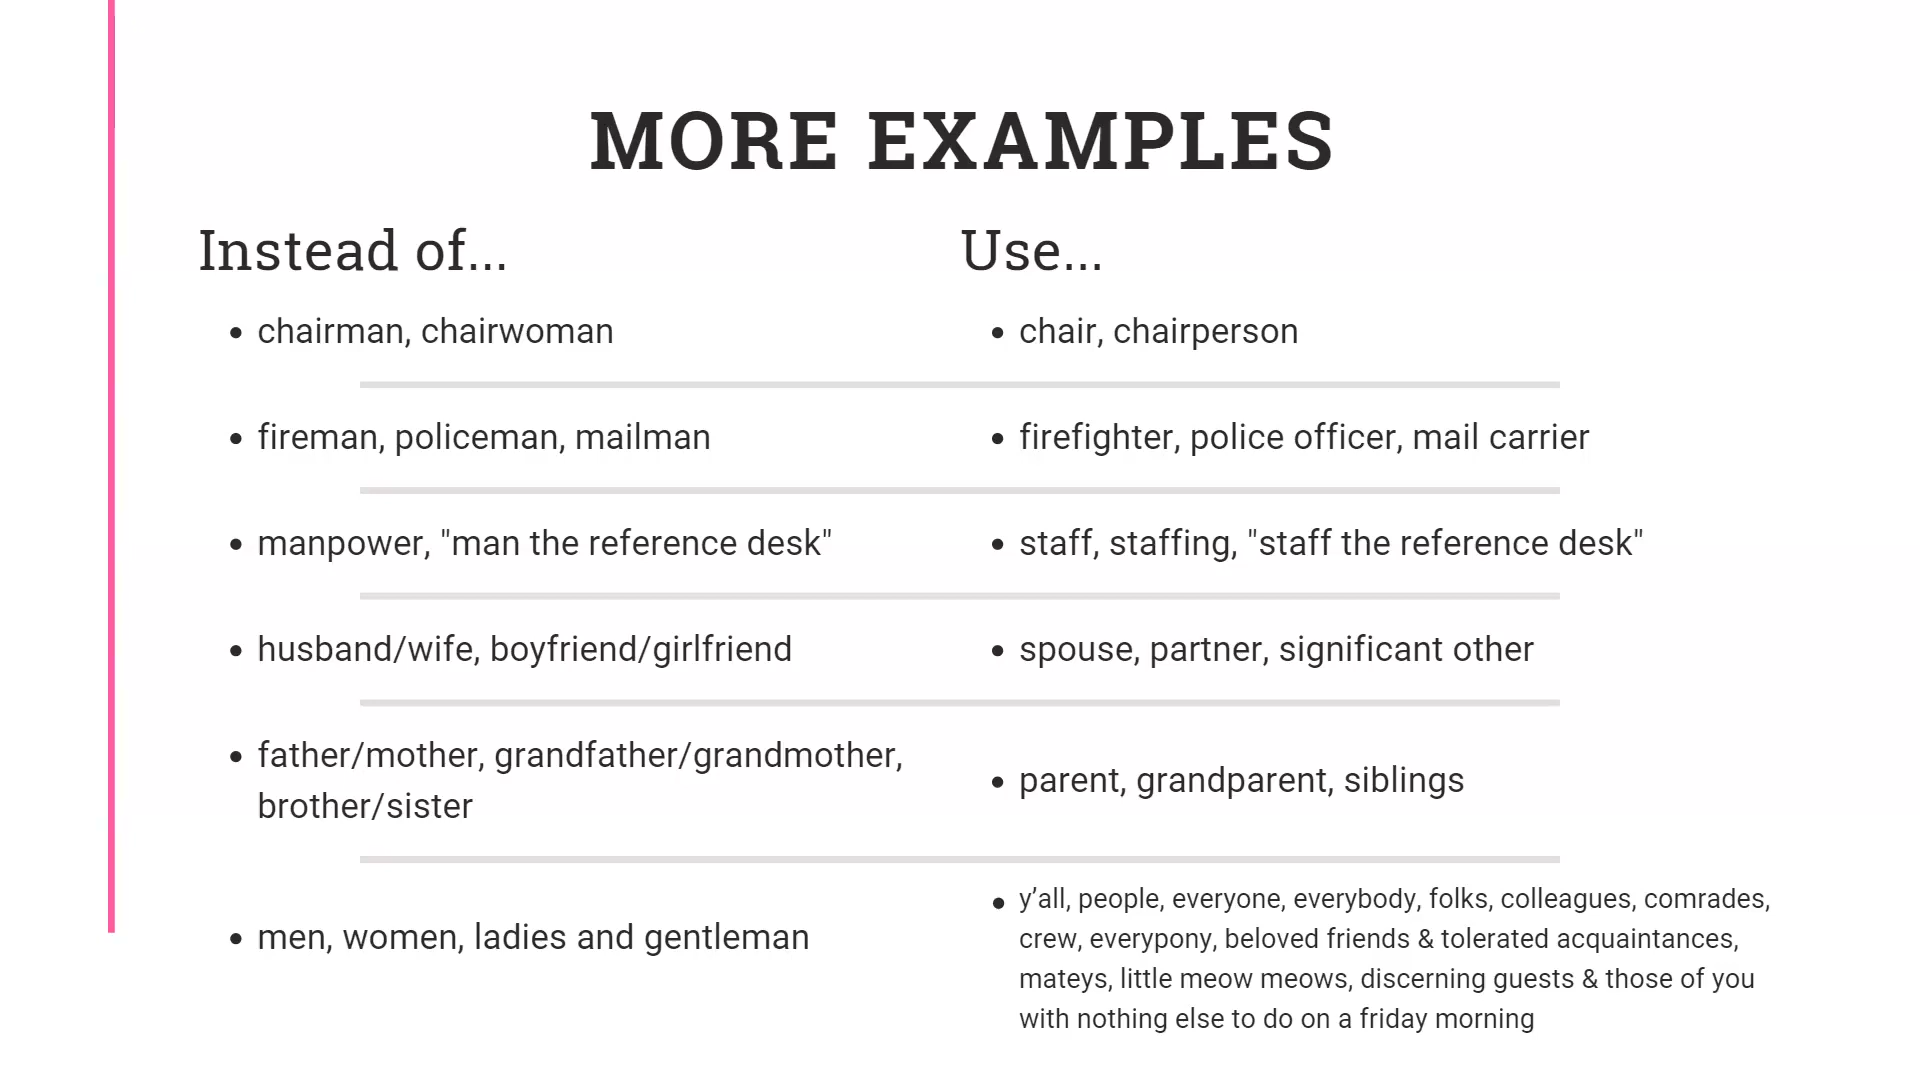 MORE EXAMPLES
Instead of...
Use...
• chairman, chairwoman
• chair, chairperson
• fireman, policeman, mailman
• firefighter, police officer, mail carrier
• manpower, "man the reference desk"
• staff, staffing, "staff the reference desk"
• husband/wife, boyfriend/girlfriend
• spouse, partner, significant other
• father/mother, grandfather/grandmother,
brother/sister
• parent, grandparent, siblings
• men, women, ladies and gentleman
• y’all, people, everyone, everybody, folks, colleagues, comrades,
crew, everypony, beloved friends & tolerated acquaintances,
mateys, little meow meows, discerning guests & those of you
with nothing else to do on a friday morning